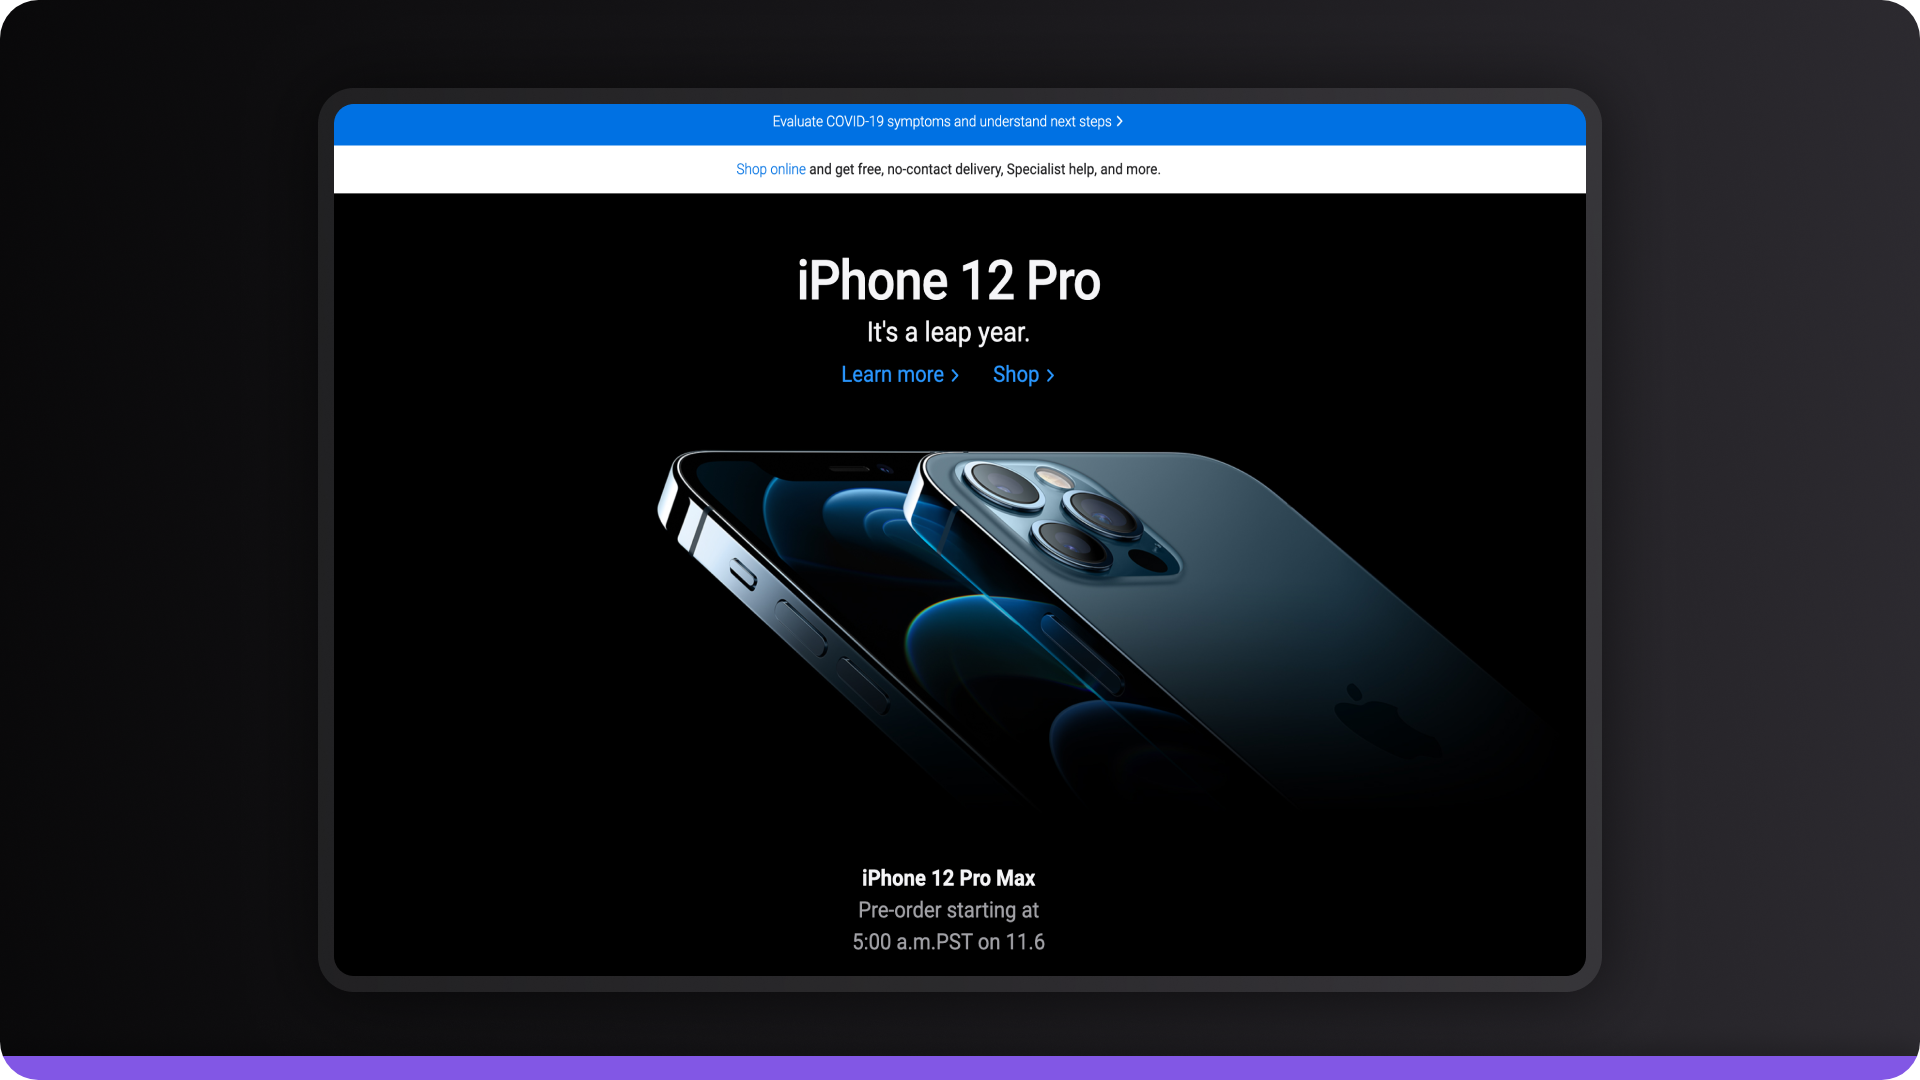 Evaluate COVID-19 symptoms and understand next steps
Shop online and get free, no-contact delivery, Specialist help, and more.
iPhone 12 Pro
It's a leap year.
Learn more Shop
iPhone 12 Pro Max
Pre-order starting at
5:00 a.m.PST on 11.6